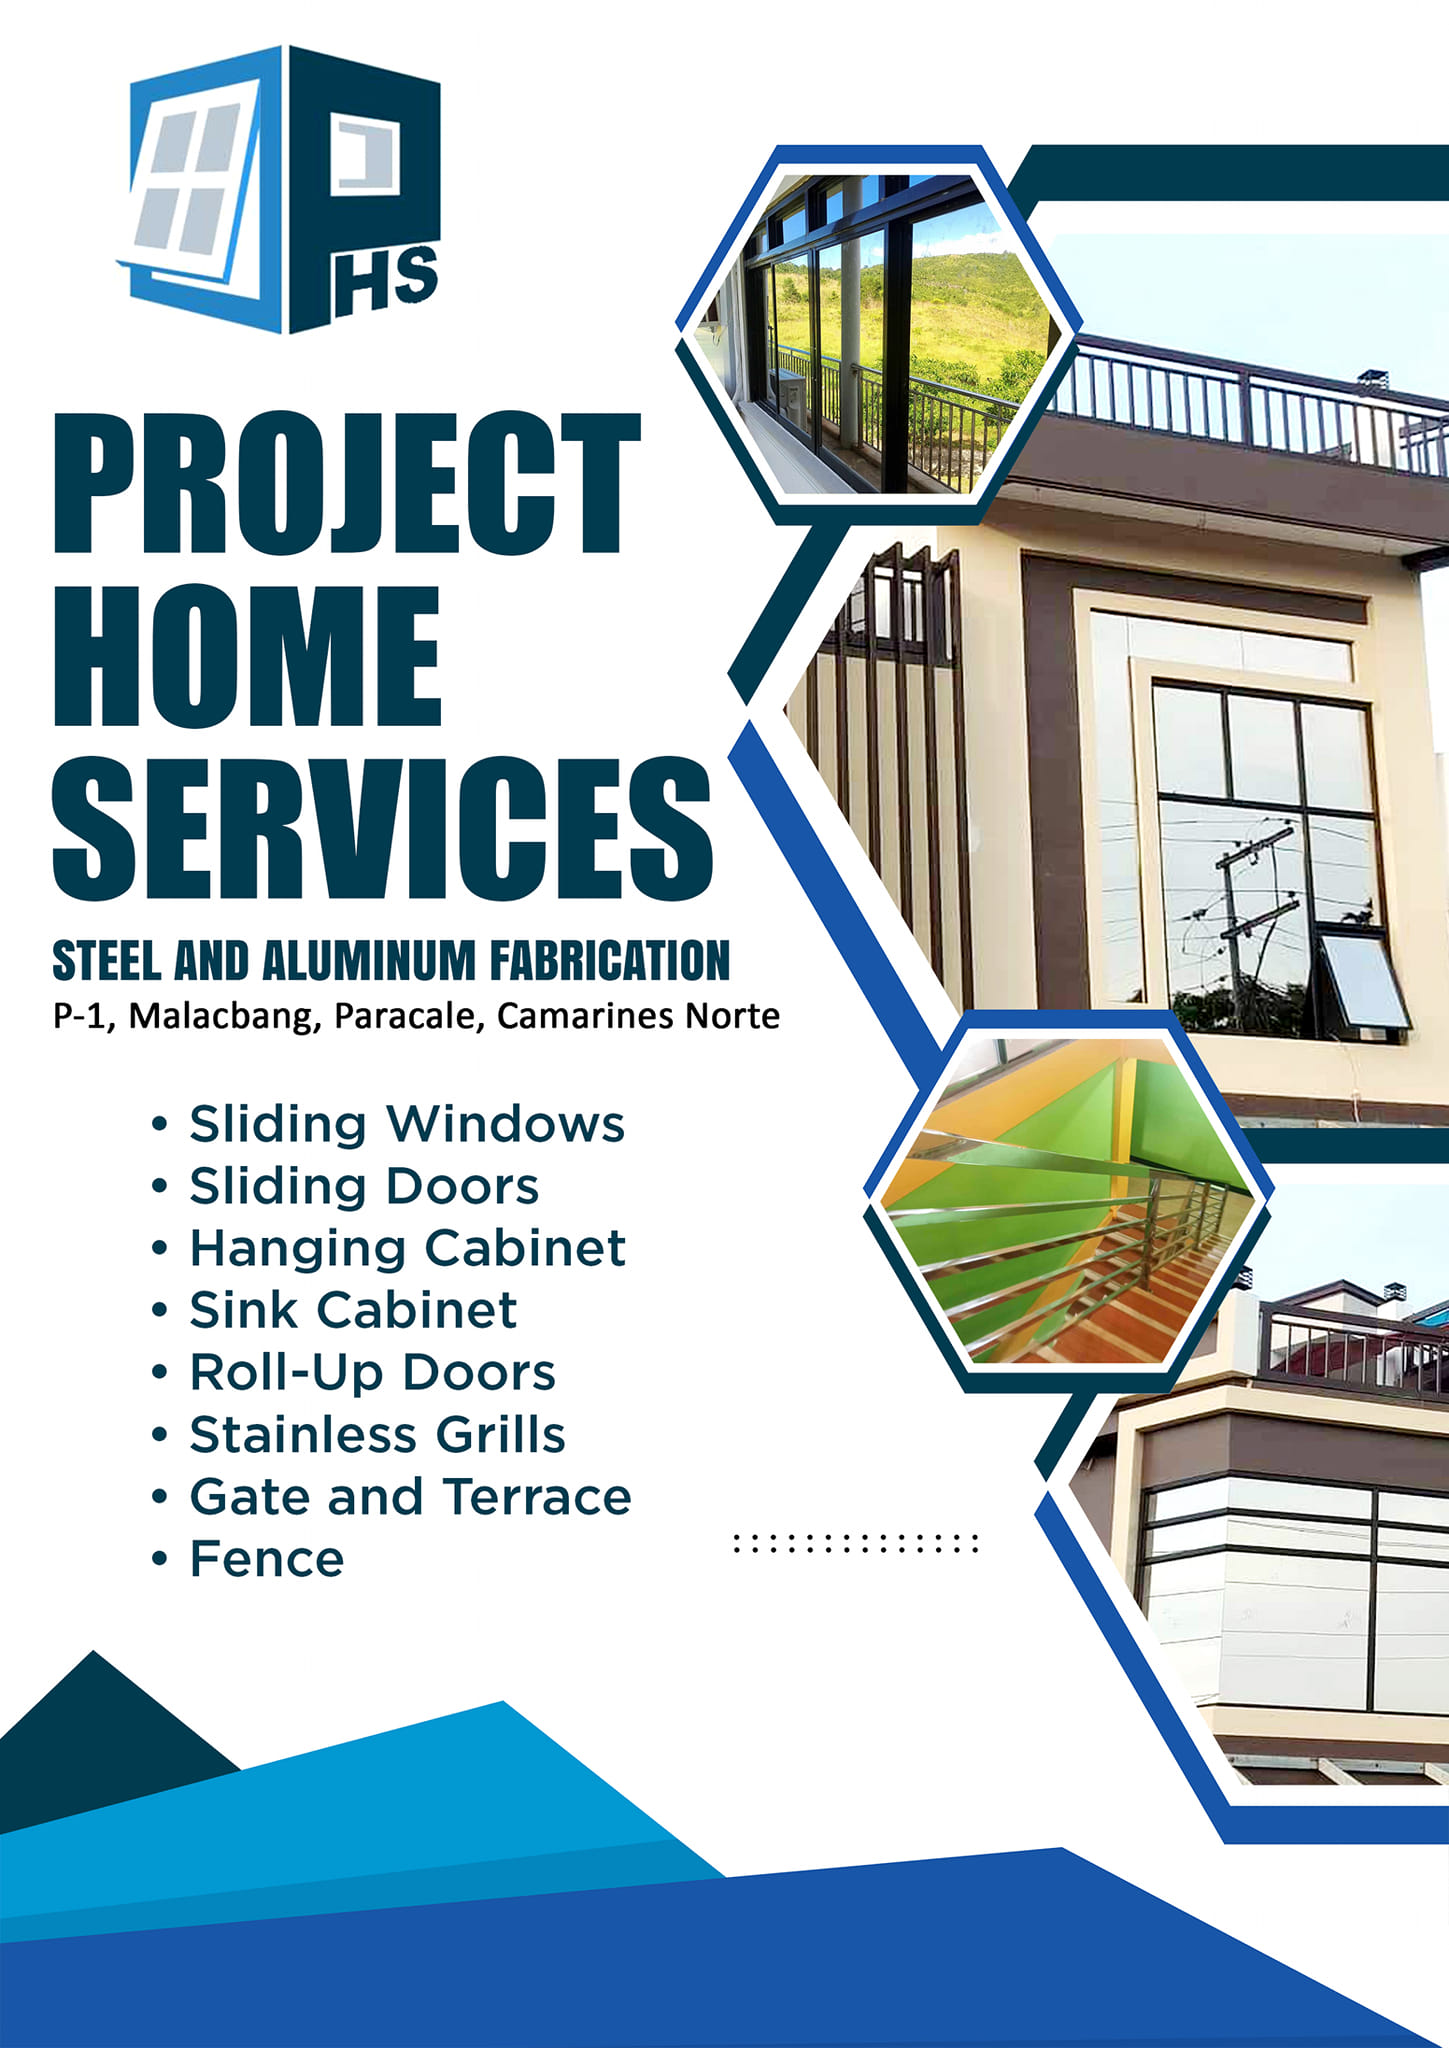 P
HS
PROJECT
HOME
SERVICES
STEEL AND ALUMINUM FABRICATION
P-1, Malacbang, Paracale, Camarines Norte
• Sliding Windows
• Sliding Doors
• Hanging Cabinet
• Sink Cabinet
• Roll-Up Doors
• Stainless Grills
• Gate and Terrace
• Fence